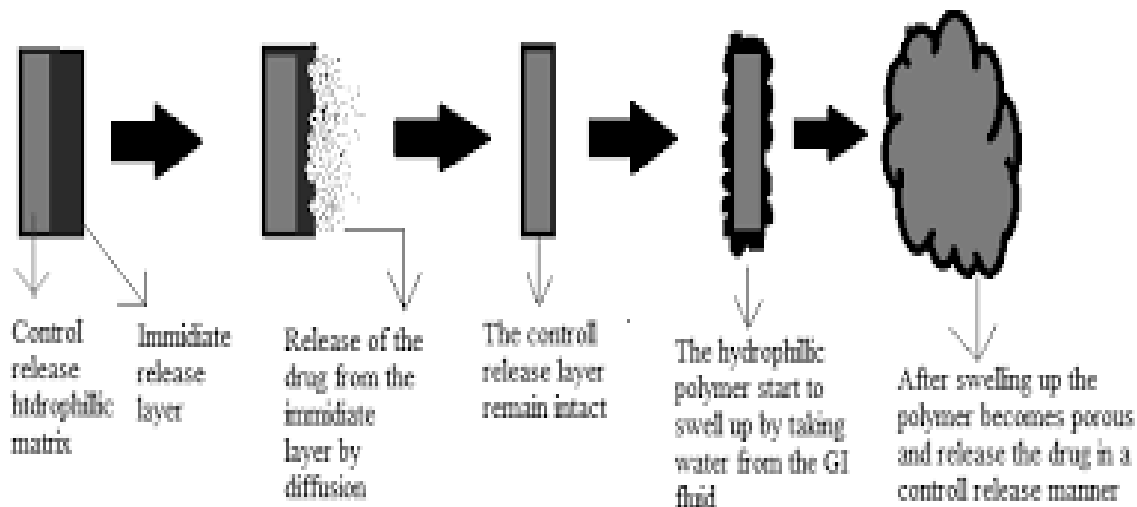 Control
release
hidrophillic
matrix
Immidiate
release
layer
Release of the
drug from the
immidiate
layer by
diffusion
The controll
release layer
remain intact
The hydrophillic
polymer start to
swell up by taking
water from the GI
fluid
After swelling up the
polymer becomes porous
and release the drug in a
controll release manner